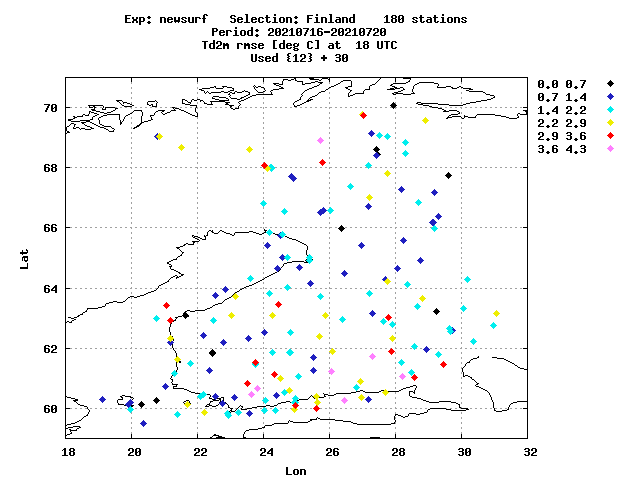 Exp: newsurf   Selection: Finland    180 stations
Period: 20210716-20210720
Td2m rmse [deg C] at  18 UTC
Used {12} + 30
0.0 0.7
0.7 1.4
1.4 2.2
2.2 2.9
2.9 3.6
3.6 4.3
70
68
66
64
62
60
Lat
18 20 22 24 26 28 30 32
Lon